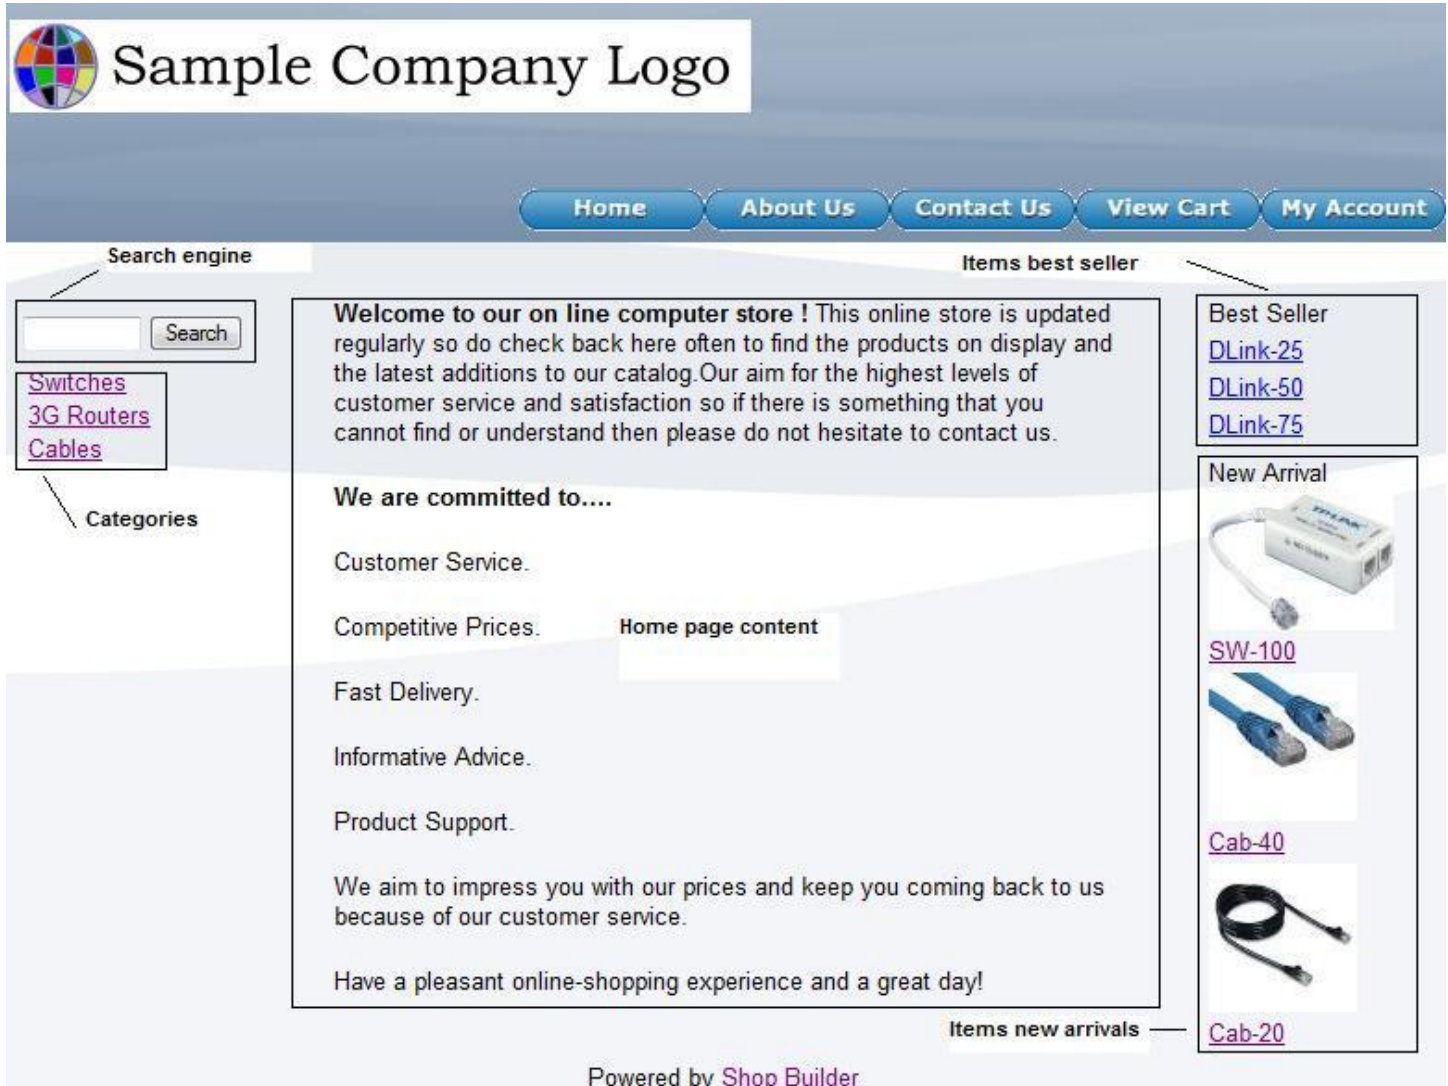 Sample Company Logo
Home About Us Contact Us View Cart My Account
Search engine
Items best seller
Search
Switches
3G Routers
Cables
Categories
Welcome to our on line computer store ! This online store is updated
regularly so do check back here often to find the products on display and
the latest additions to our catalog.Our aim for the highest levels of
customer service and satisfaction so if there is something that you
cannot find or understand then please do not hesitate to contact us.
We are committed to....
Customer Service.
Competitive Prices.
Home page content
Fast Delivery.
Informative Advice.
Product Support.
We aim to impress you with our prices and keep you coming back to us
because of our customer service.
Have a pleasant online-shopping experience and a great day!
Best Seller
DLink-25
DLink-50
DLink-75
New Arrival
TP-LINK
SW-100
Cab-40
Cab-20
Items new arrivals
Powered by Shop Builder